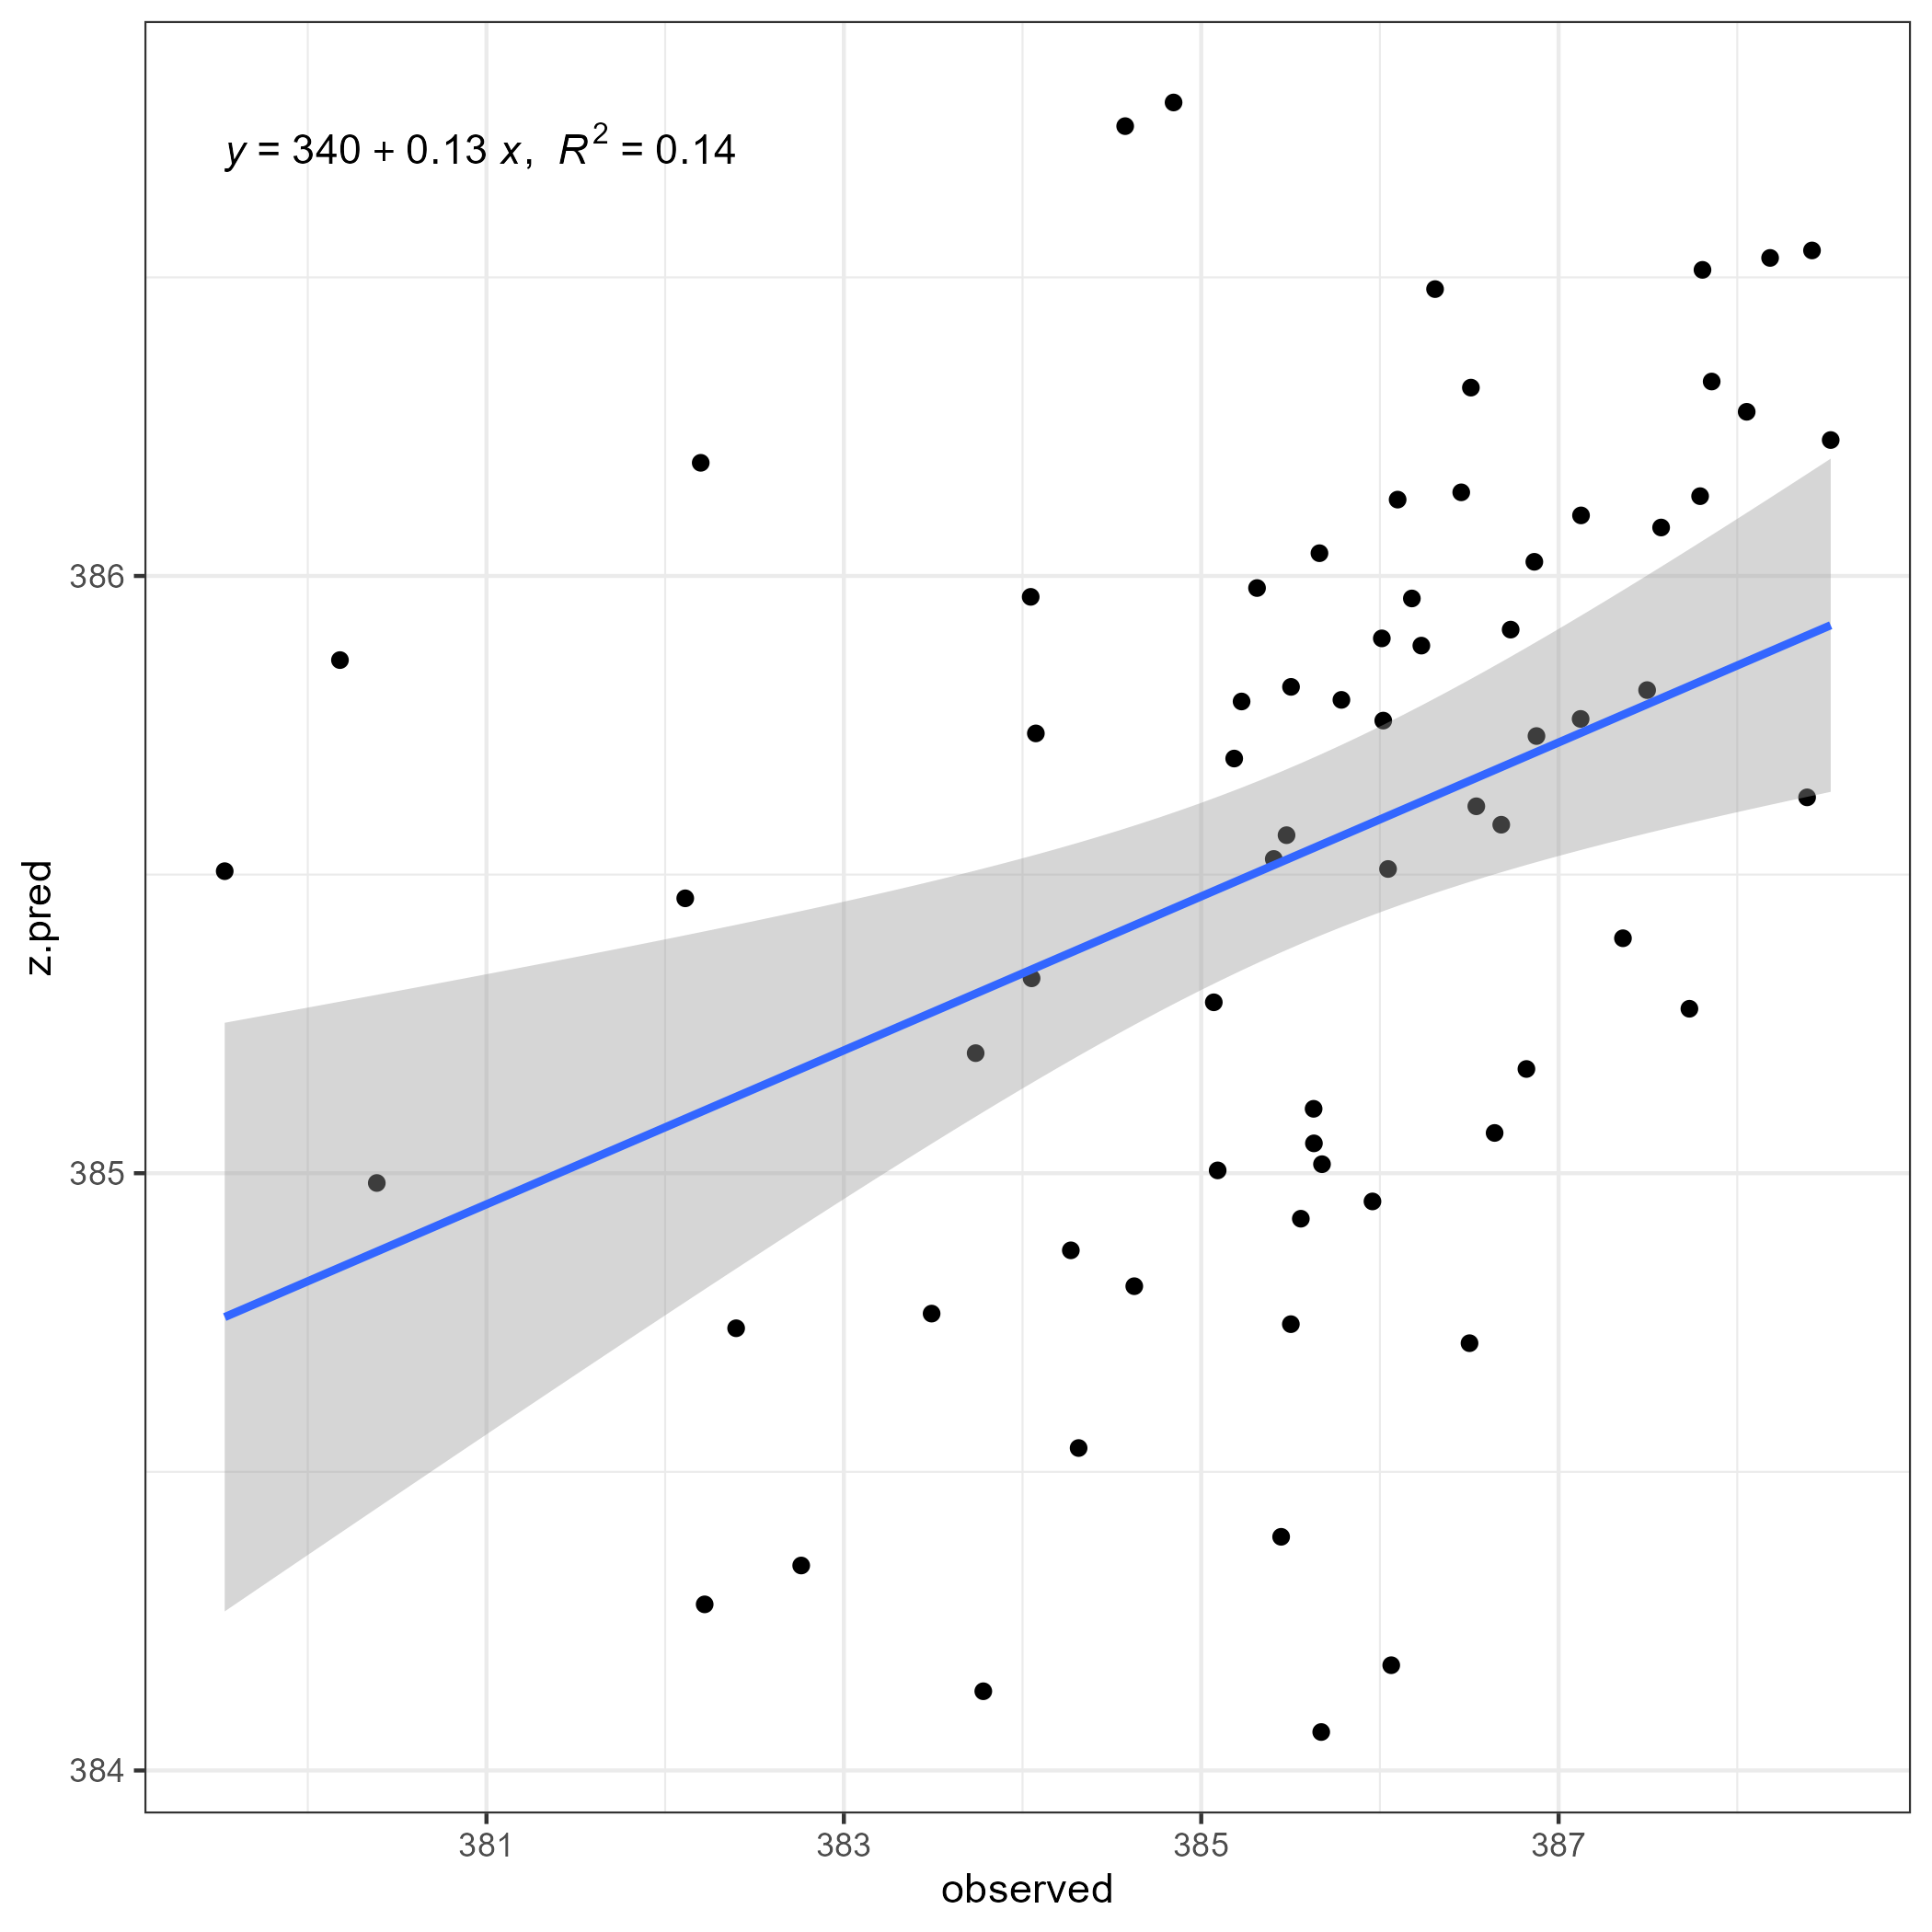 y = 340 + 0.13 x, R² = 0.14
z.pred
386
385
384
381 383 385 387
observed